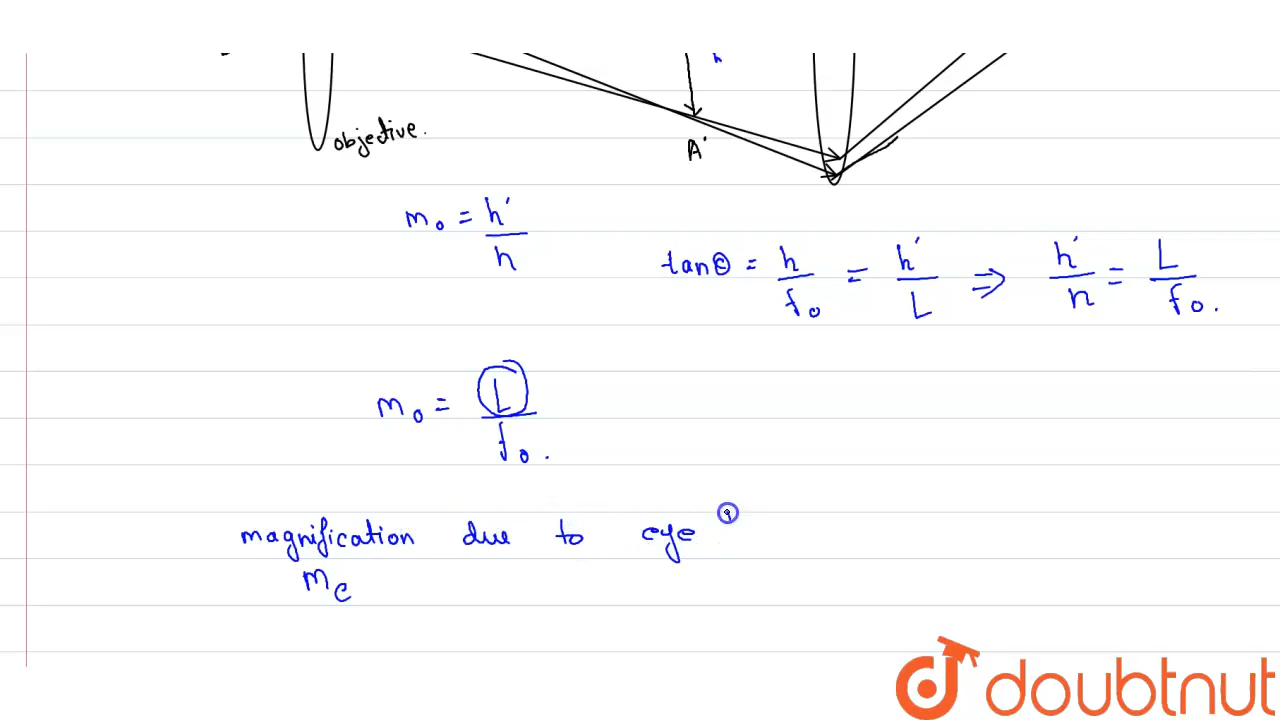 h
objective.
A'
m₀ = h'/h
tanθ = h/f₀ = h'/L ⇒ h'/h = L/f₀.
m₀ = L/f₀.
magnification due to eye
mₑ
doubtnut